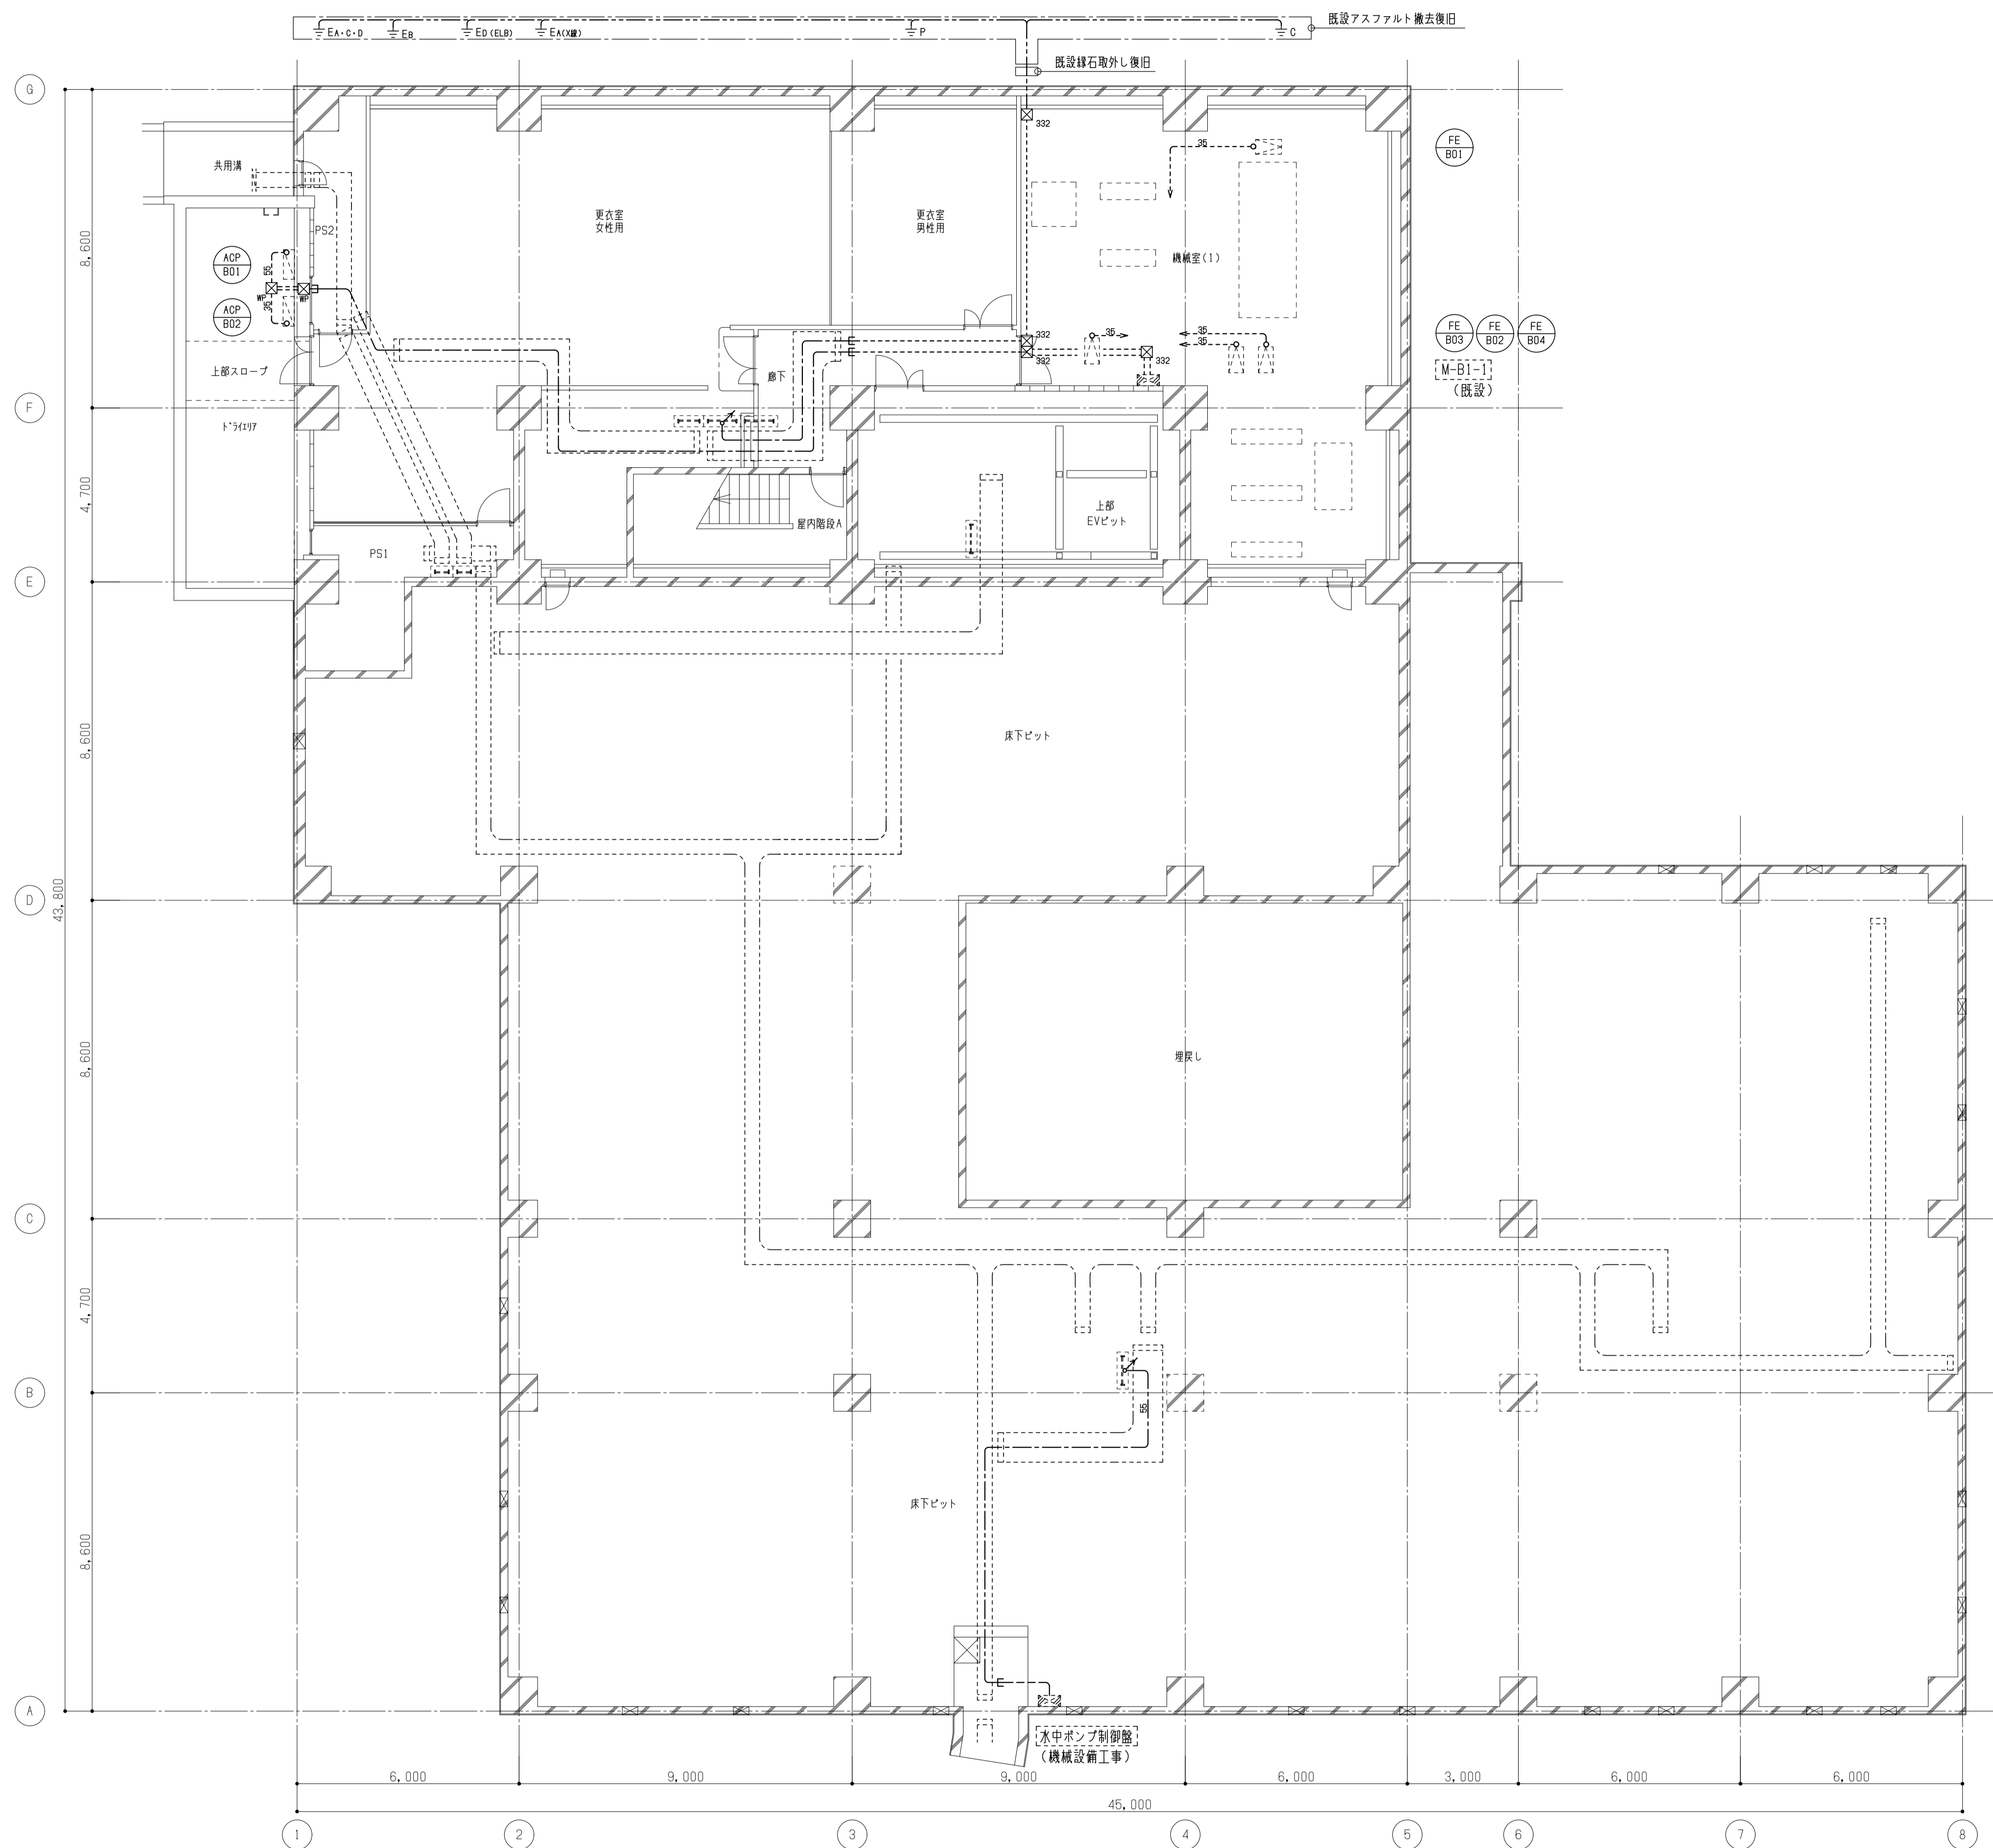 既設アスファルト撤去復旧
EA・C・D
EB
ED(ELB)
EA(X線)
P
C
既設縁石取外し復旧
G
332
FE
B01
35
共用溝
更衣室
女性用
更衣室
男性用
PS2
8,600
機械室(1)
ACP
B01
55
WP
WP
ACP
B02
35
FE
B03
FE
B02
FE
B04
332
35
35
35
332
332
M-B1-1
(既設)
上部スロープ
廊下
F
ドライエリア
4,700
上部
EVピット
屋内階段A
PS1
E
8,600
床下ピット
43,800
D
8,600
埋戻し
C
4,700
B
55
床下ピット
8,600
A
水中ポンプ制御盤
(機械設備工事)
6,000
9,000
9,000
6,000
3,000
6,000
6,000
45,000
1
2
3
4
5
6
7
8